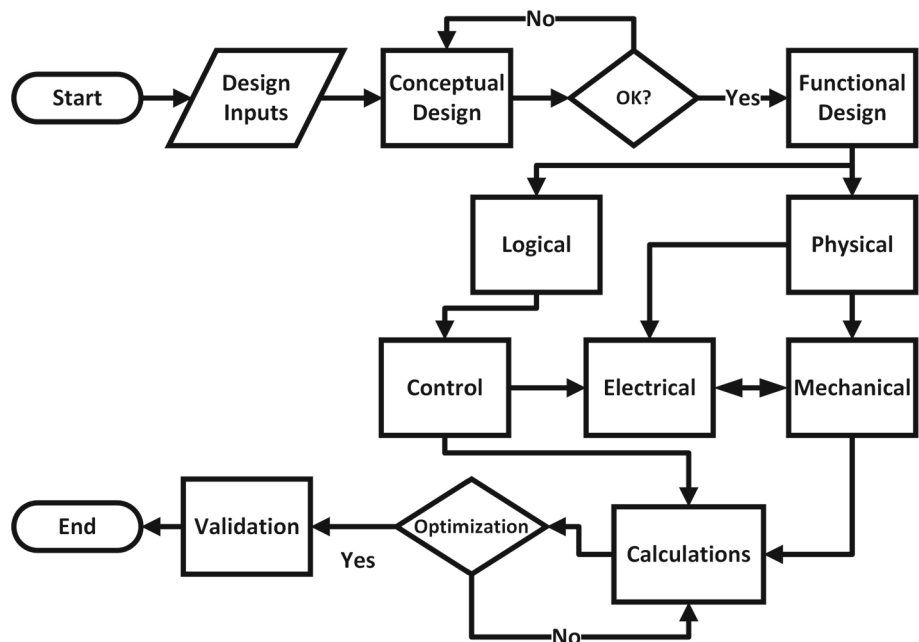 No
Start
Design
Inputs
Conceptual
Design
OK?
Yes
Functional
Design
Logical
Physical
Control
Electrical
Mechanical
End
Validation
Yes
Optimization
Calculations
No